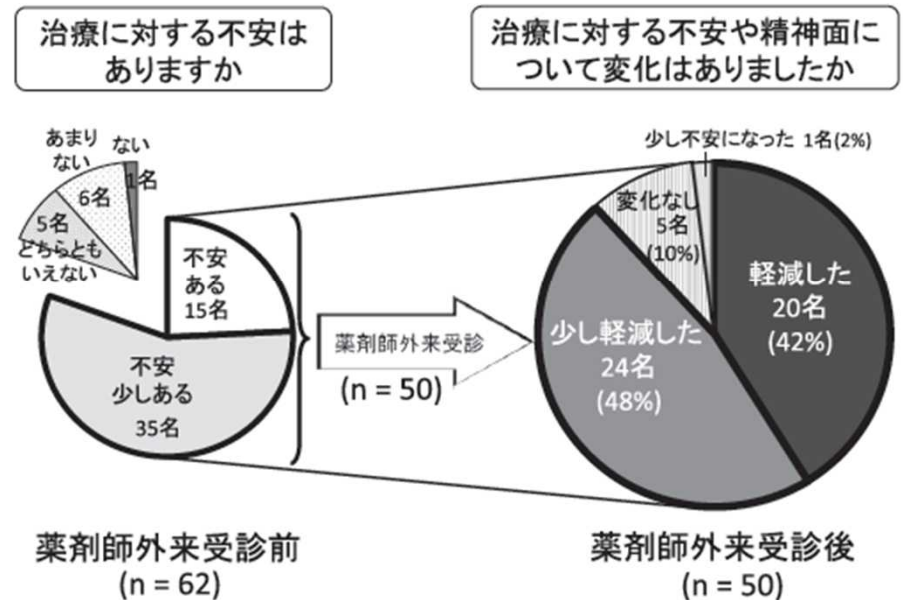 治療に対する不安は
ありますか
治療に対する不安や精神面に
ついて変化はありましたか
あまり
ない
ない
1名
6名
5名
どちらとも
いえない
不安
ある
15名
不安
少しある
35名
薬剤師外来受診
(n = 50)
少し不安になった 1名(2%)
変化なし
5名
(10%)
軽減した
20名
(42%)
少し軽減した
24名
(48%)
薬剤師外来受診前
(n = 62)
薬剤師外来受診後
(n = 50)